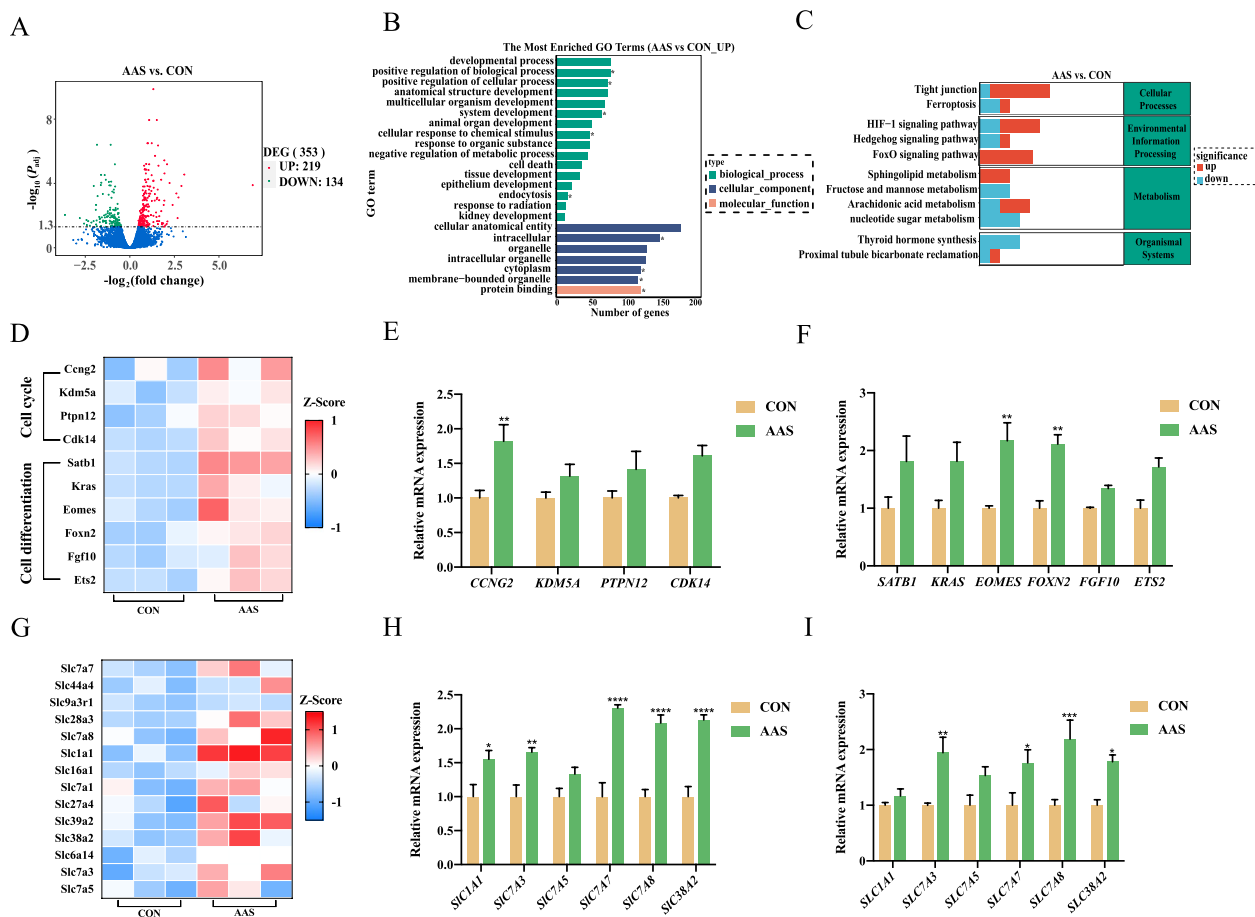 A
AAS vs. CON
-log10(Padj)
8
4
1.3
0
−2.5
0.0
2.5
5.0
-log2(fold change)
DEG ( 353 )
UP: 219
DOWN: 134
B
The Most Enriched GO Terms (AAS vs CON_UP)
GO term
developmental process
positive regulation of biological process
*
positive regulation of cellular process
*
anatomical structure development
multicellular organism development
system development
*
animal organ development
cellular response to chemical stimulus
*
response to organic substance
negative regulation of metabolic process
cell death
tissue development
epithelium development
endocytosis
*
response to radiation
kidney development
cellular anatomical entity
intracellular
*
organelle
intracellular organelle
cytoplasm
*
membrane−bounded organelle
*
protein binding
*
0
50
100
150
200
Number of genes
type
biological_process
cellular_component
molecular_function
C
AAS vs. CON
Tight junction
Ferroptosis
HIF−1 signaling pathway
Hedgehog signaling pathway
FoxO signaling pathway
Sphingolipid metabolism
Fructose and mannose metabolism
Arachidonic acid metabolism
nucleotide sugar metabolism
Thyroid hormone synthesis
Proximal tubule bicarbonate reclamation
Cellular
Processes
Environmental
Information
Processing
Metabolism
Organismal
Systems
significance
up
down
D
Cell cycle
Cell differentiation
Ccng2
Kdm5a
Ptpn12
Cdk14
Satb1
Kras
Eomes
Foxn2
Fgf10
Ets2
CON
AAS
Z-Score
1
0
-1
E
Relative mRNA expression
2.5
2.0
1.5
1.0
0.5
0.0
**
CCNG2
KDM5A
PTPN12
CDK14
CON
AAS
F
Relative mRNA expression
3
2
1
0
**
**
SATB1
KRAS
EOMES
FOXN2
FGF10
ETS2
CON
AAS
G
Slc7a7
Slc44a4
Slc9a3r1
Slc28a3
Slc7a8
Slc1a1
Slc16a1
Slc7a1
Slc27a4
Slc39a2
Slc38a2
Slc6a14
Slc7a3
Slc7a5
CON
AAS
Z-Score
1
0
-1
H
Relative mRNA expression
2.5
2.0
1.5
1.0
0.5
0.0
*
**
****
****
****
SlC1A1
SlC7A3
SlC7A5
SlC7A7
SlC7A8
SlC38A2
CON
AAS
I
Relative mRNA expression
3
2
1
0
**
*
***
*
SLC1A1
SLC7A3
SLC7A5
SLC7A7
SLC7A8
SLC38A2
CON
AAS